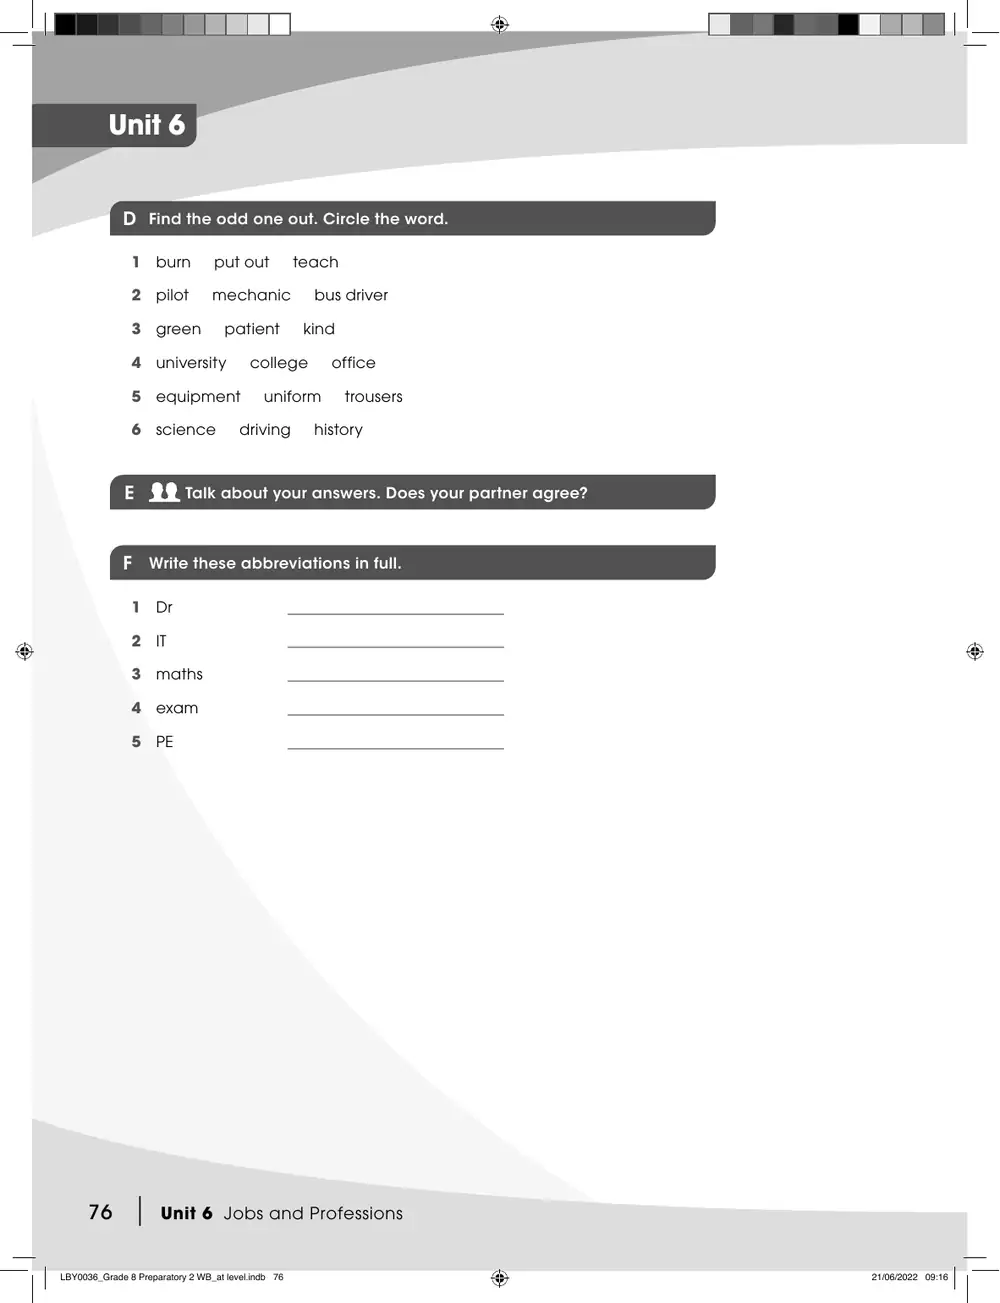 Unit 6
D Find the odd one out. Circle the word.
1 burn put out teach
2 pilot mechanic bus driver
3 green patient kind
4 university college office
5 equipment uniform trousers
6 science driving history
E Talk about your answers. Does your partner agree?
F Write these abbreviations in full.
1 Dr
2 IT
3 maths
4 exam
5 PE
76 Unit 6 Jobs and Professions
LBY0036_Grade 8 Preparatory 2 WB_at level.indb 76 21/06/2022 09:16